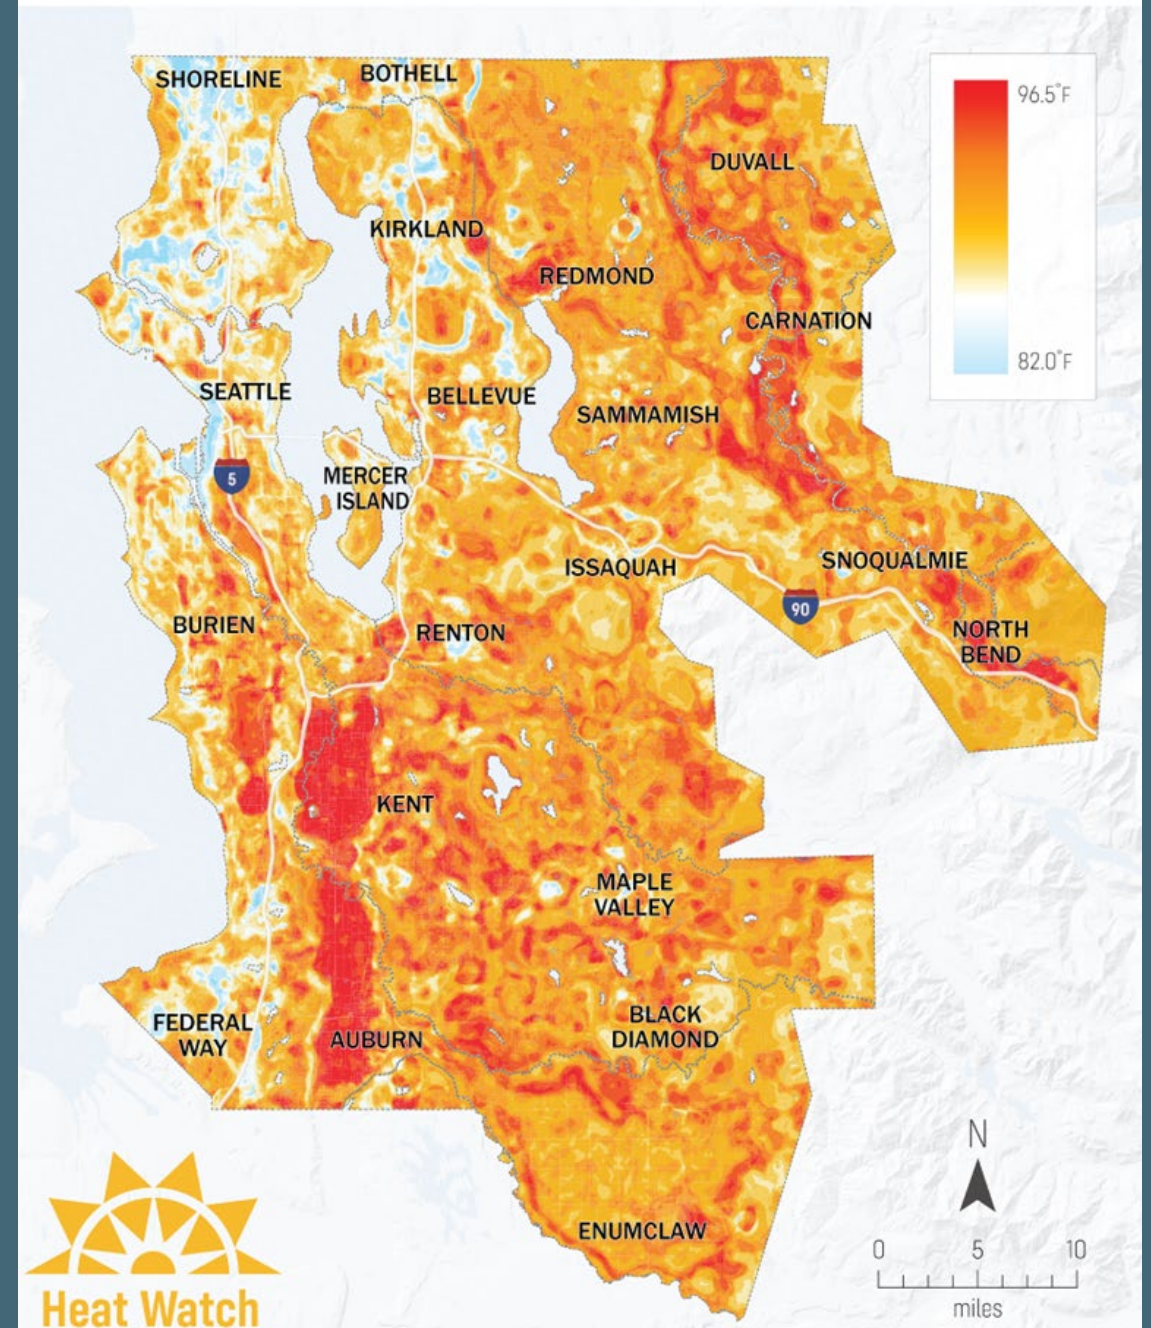 SHORELINE
BOTHELL
96.5°F
DUVALL
KIRKLAND
REDMOND
CARNATION
82.0°F
SEATTLE
BELLEVUE
SAMMAMISH
5
MERCER
ISLAND
ISSAQUAH
SNOQUALMIE
90
BURIEN
RENTON
NORTH
BEND
KENT
MAPLE
VALLEY
FEDERAL
WAY
AUBURN
BLACK
DIAMOND
N
ENUMCLAW
0 5 10
miles
Heat Watch